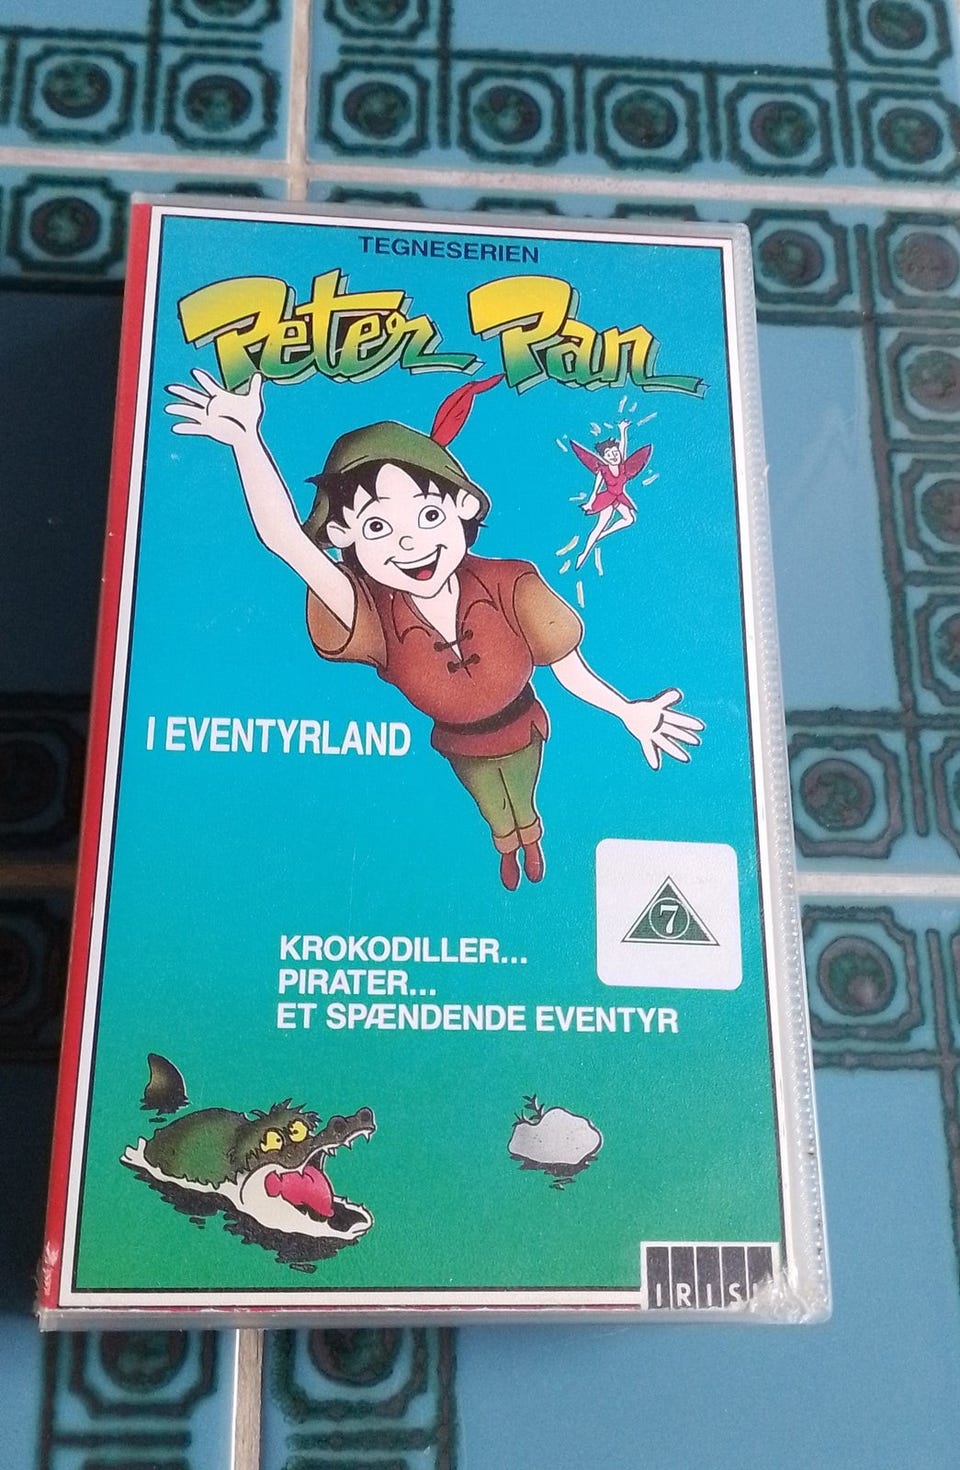 TEGNESERIEN
Peter Pan
I EVENTYRLAND
7
KROKODILLER...
PIRATER...
ET SPÆNDENDE EVENTYR
IRIS